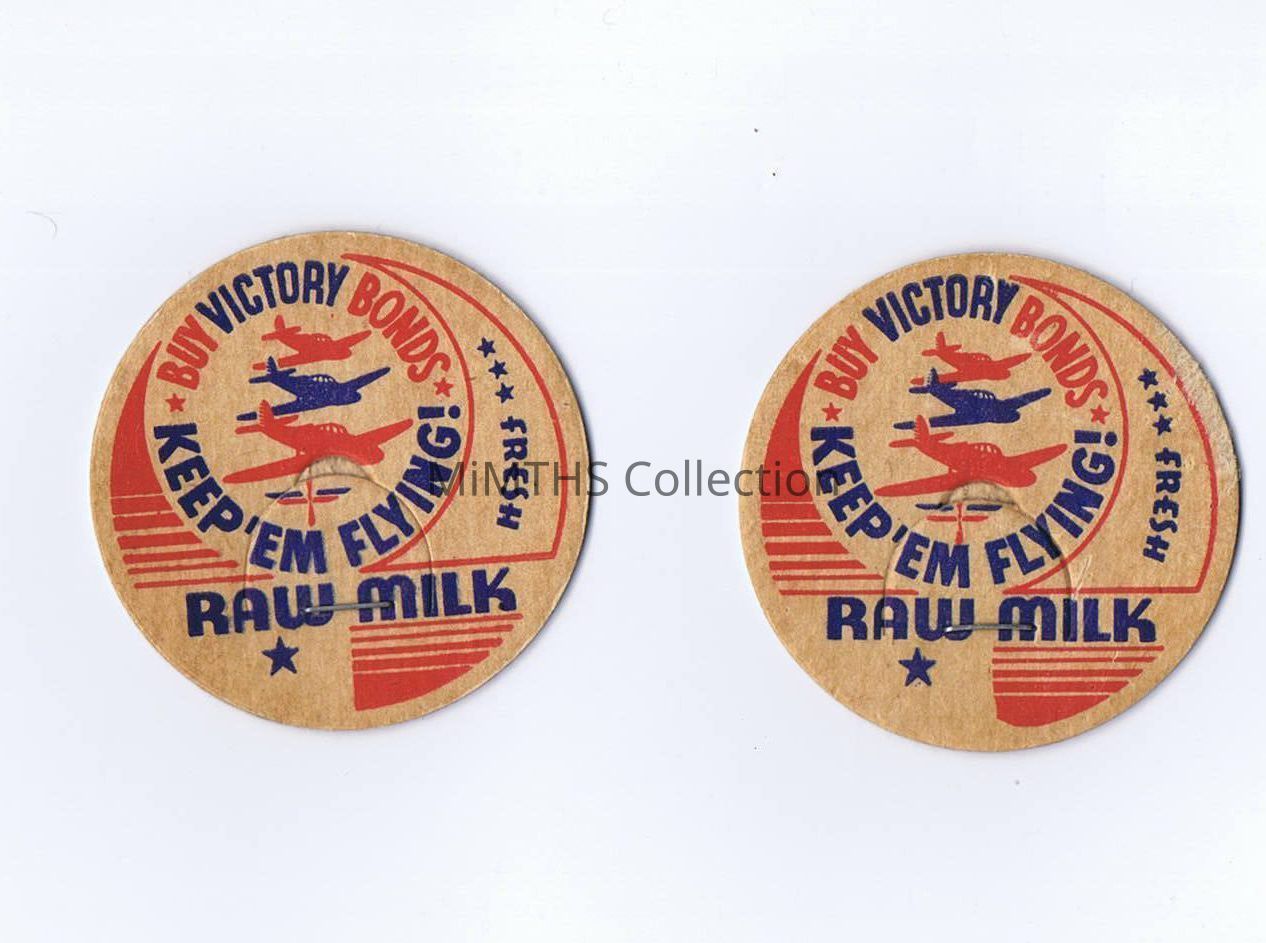 BUY VICTORY BONDS
KEEP 'EM FLYING!
FRESH
RAW MILK
BUY VICTORY BONDS
KEEP 'EM FLYING!
FRESH
RAW MILK
MiMTHS Collection